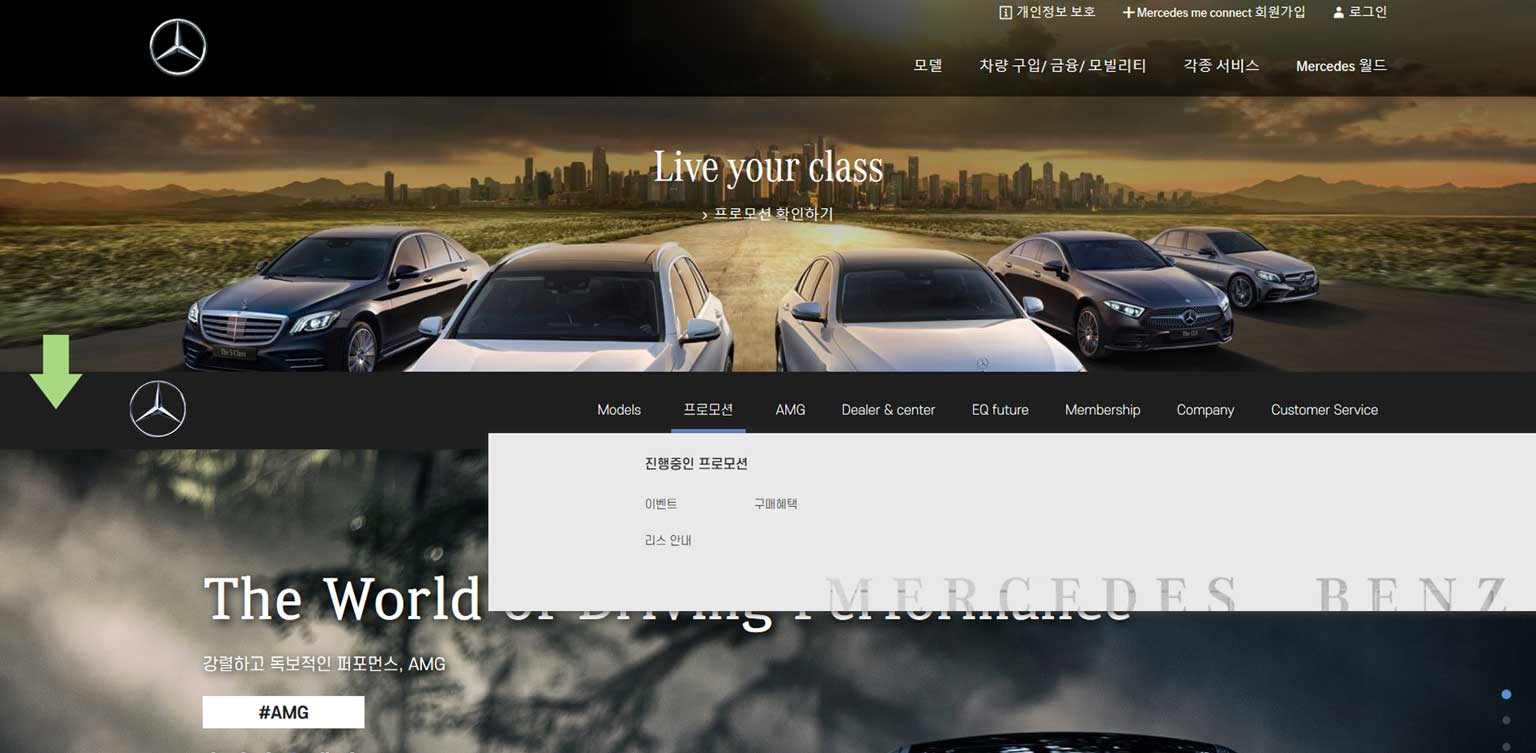 개인정보 보호 Mercedes me connect 회원가입 로그인
모델 차량 구입/ 금융/ 모빌리티 각종 서비스 Mercedes 월드
Live your class
› 프로모션 확인하기
The S-Class
Models 프로모션 AMG Dealer & center EQ future Membership Company Customer Service
진행중인 프로모션
이벤트 구매혜택
리스 안내
MERCEDES BENZ
The World of Driving Performance
강렬하고 독보적인 퍼포먼스, AMG
#AMG